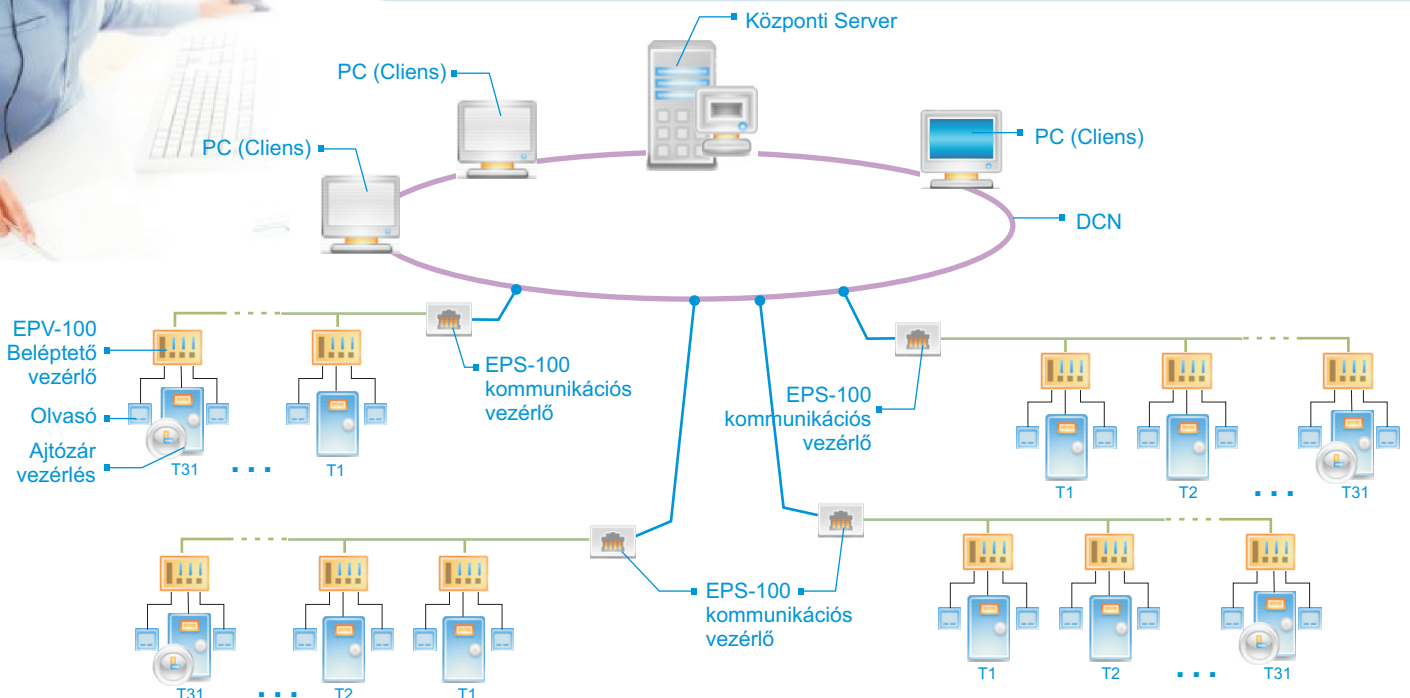 Központi Server
PC (Cliens)
PC (Cliens)
PC (Cliens)
DCN
EPV-100
Beléptető
vezérlő
Olvasó
Ajtózár
vezérlés
T31
...
T1
EPS-100
kommunikációs
vezérlő
EPS-100
kommunikációs
vezérlő
T1
T2
...
T31
T31
...
T2
T1
EPS-100
kommunikációs
vezérlő
T1
T2
...
T31